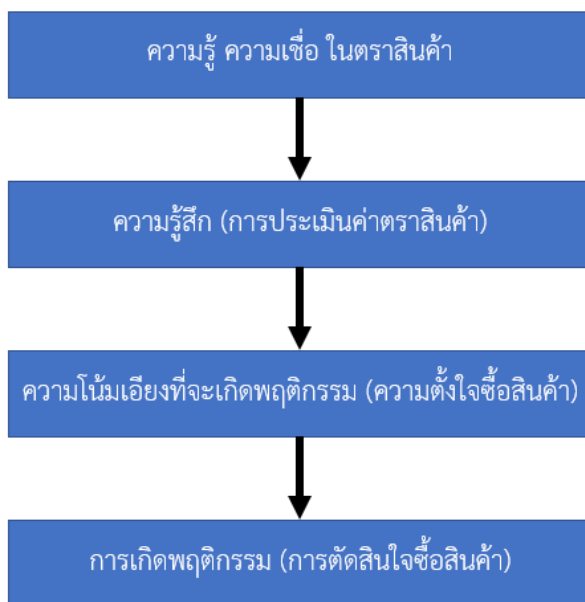 ความรู้ ความเชื่อ ในตราสินค้า
ความรู้สึก (การประเมินค่าตราสินค้า)
ความโน้มเอียงที่จะเกิดพฤติกรรม (ความตั้งใจซื้อสินค้า)
การเกิดพฤติกรรม (การตัดสินใจซื้อสินค้า)